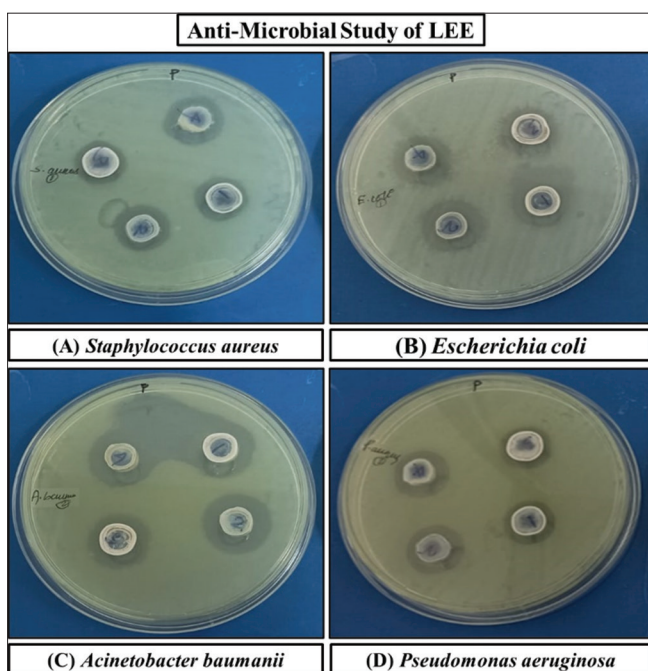 Anti-Microbial Study of LEE
P
P
E. coli
(A) Staphylococcus aureus
(B) Escherichia coli
P
P
(C) Acinetobacter baumanii
(D) Pseudomonas aeruginosa